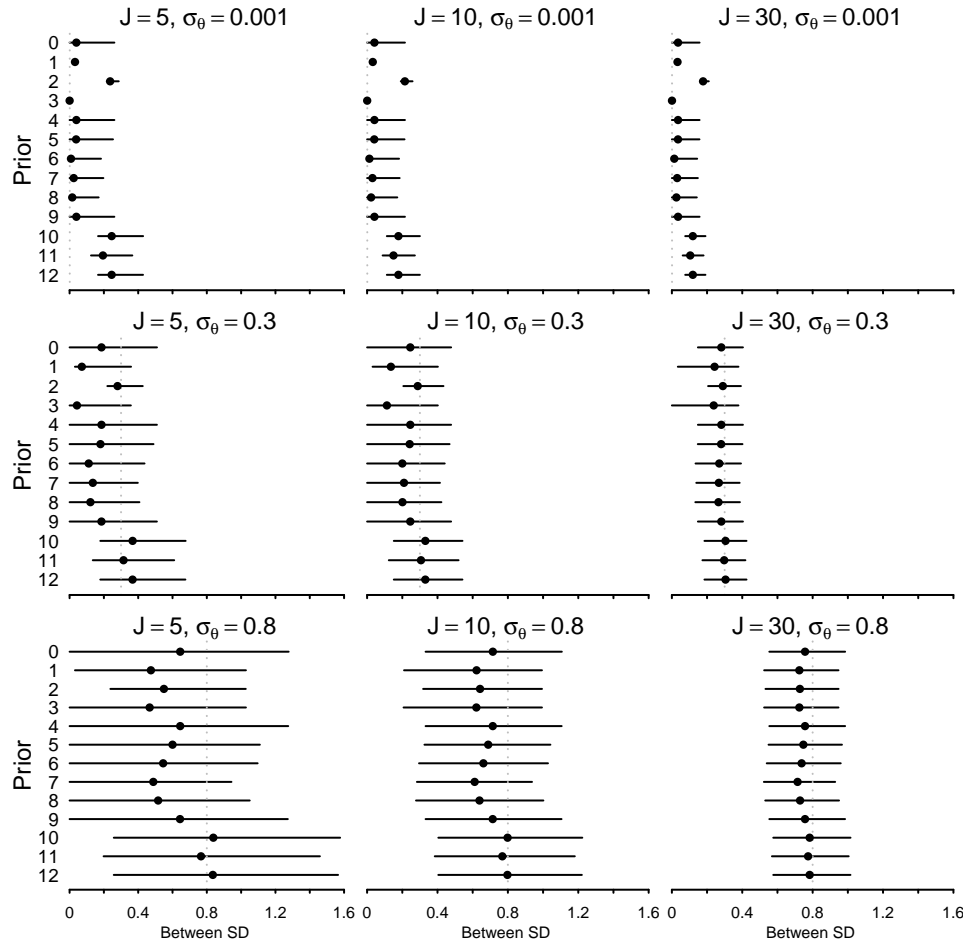 J = 5, σθ = 0.001
J = 10, σθ = 0.001
J = 30, σθ = 0.001
Prior
0
1
2
3
4
5
6
7
8
9
10
11
12
J = 5, σθ = 0.3
J = 10, σθ = 0.3
J = 30, σθ = 0.3
Prior
0
1
2
3
4
5
6
7
8
9
10
11
12
J = 5, σθ = 0.8
J = 10, σθ = 0.8
J = 30, σθ = 0.8
Prior
0
1
2
3
4
5
6
7
8
9
10
11
12
0 0.4 0.8 1.2 1.6
0 0.4 0.8 1.2 1.6
0 0.4 0.8 1.2 1.6
Between SD
Between SD
Between SD